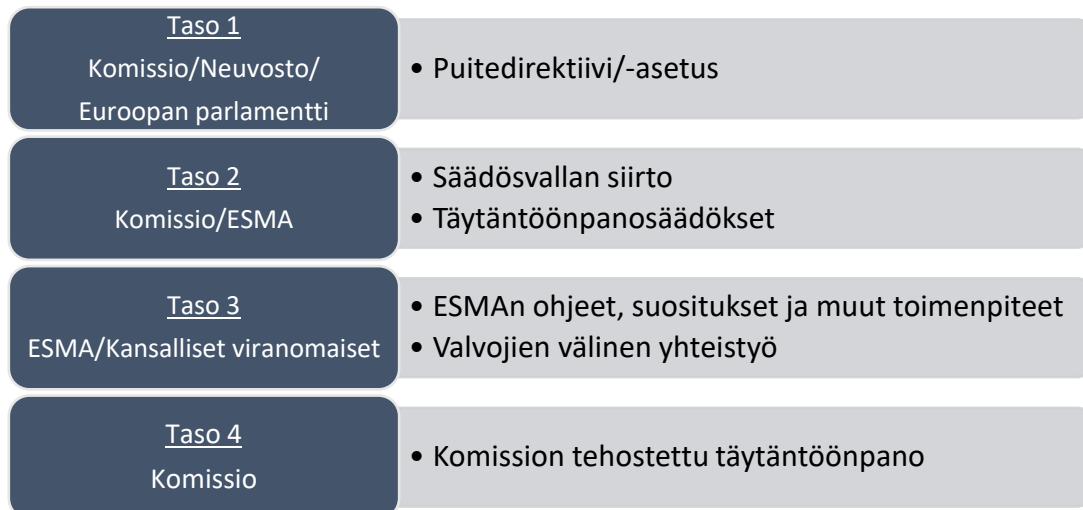 Taso 1
Komissio/Neuvosto/
Euroopan parlamentti
• Puitedirektiivi/-asetus
Taso 2
Komissio/ESMA
• Säädösvallan siirto
• Täytäntöönpanosäädökset
Taso 3
ESMA/Kansalliset viranomaiset
• ESMAn ohjeet, suositukset ja muut toimenpiteet
• Valvojien välinen yhteistyö
Taso 4
Komissio
• Komission tehostettu täytäntöönpano